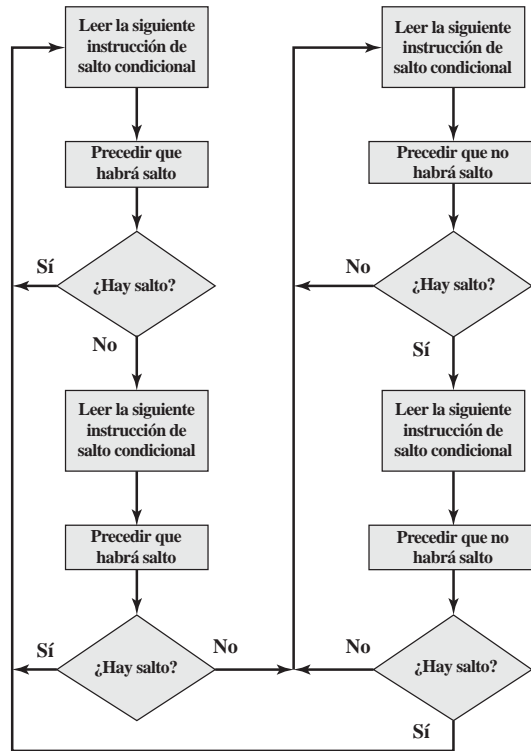 Leer la siguiente
instrucción de
salto condicional
Precedir que
habrá salto
Sí
¿Hay salto?
No
Leer la siguiente
instrucción de
salto condicional
Precedir que
habrá salto
Sí
¿Hay salto?
No
Leer la siguiente
instrucción de
salto condicional
Precedir que no
habrá salto
No
¿Hay salto?
Sí
Leer la siguiente
instrucción de
salto condicional
Precedir que no
habrá salto
No
¿Hay salto?
Sí